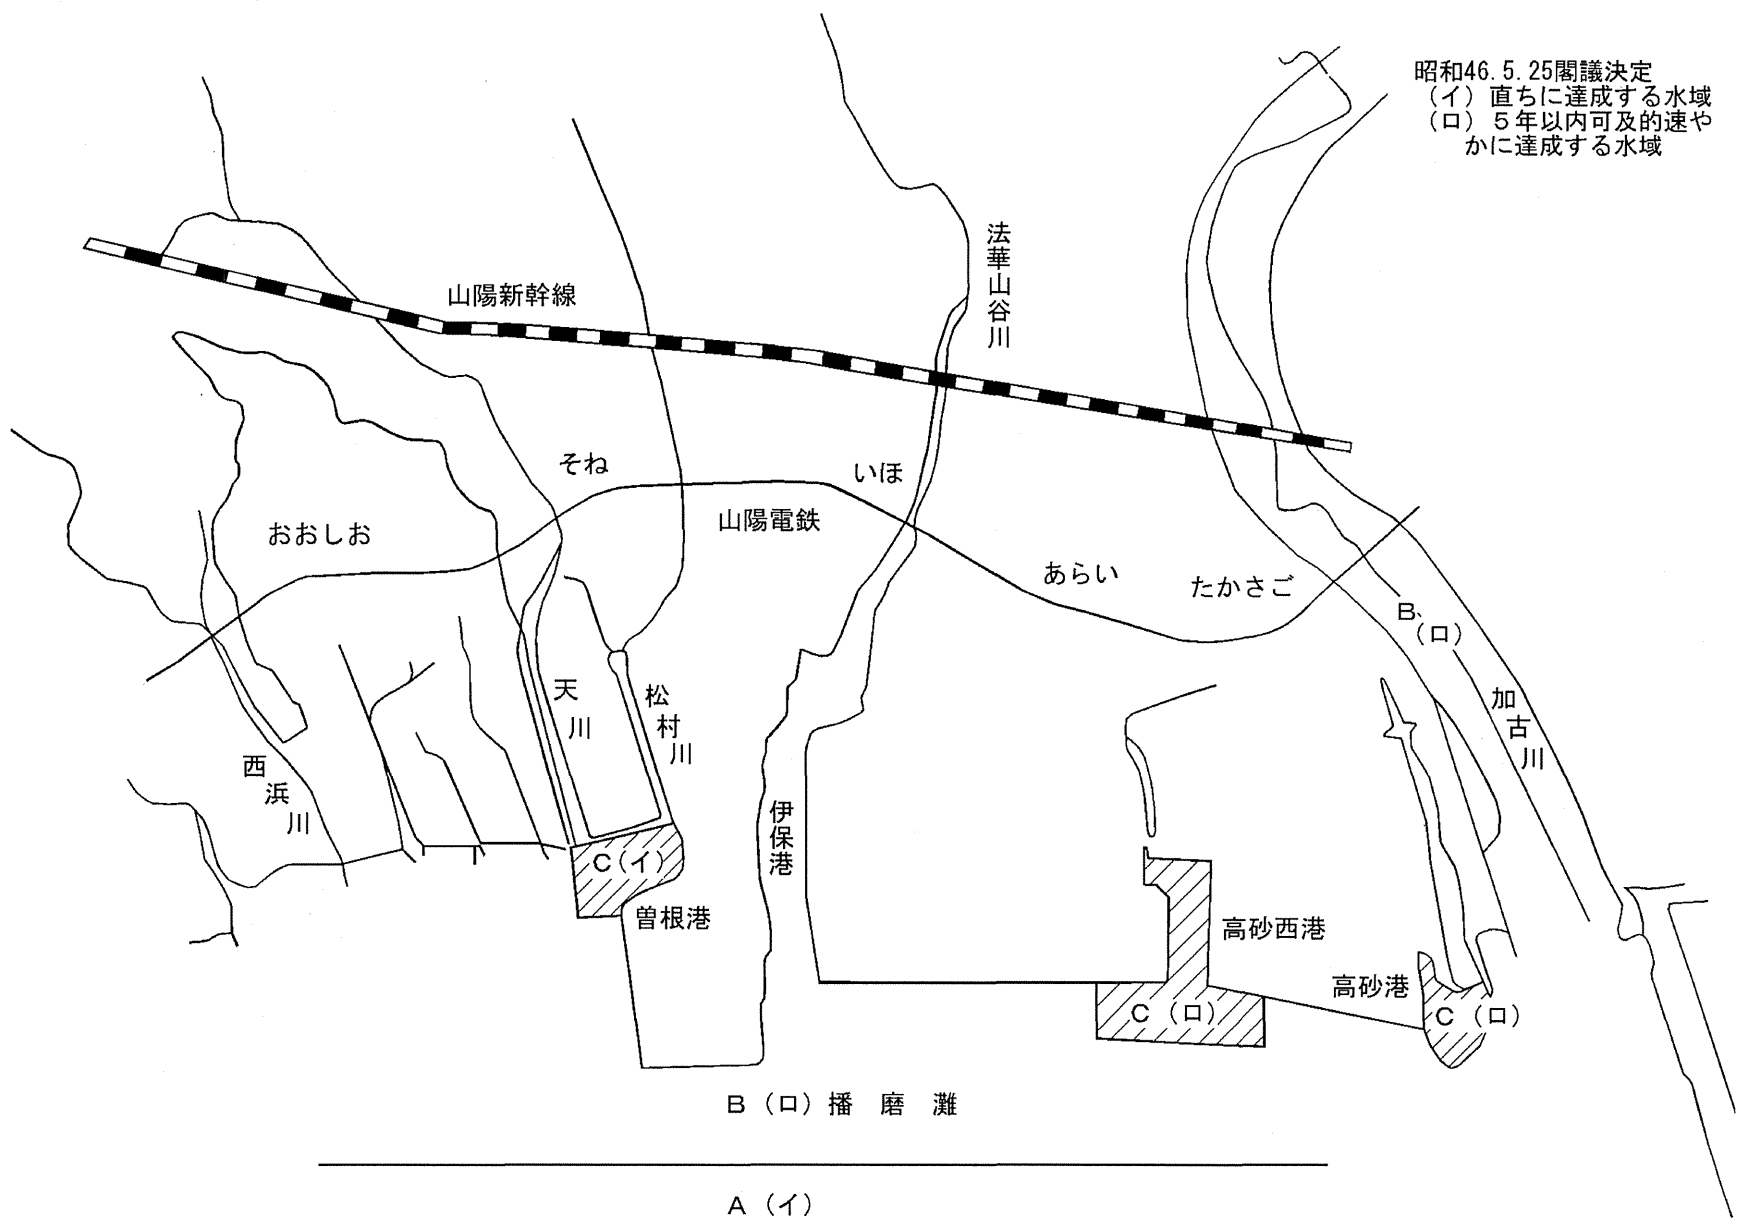 昭和46.5.25閣議決定
（イ）直ちに達成する水域
（ロ）５年以内可及的速や
かに達成する水域
法華山谷川
山陽新幹線
そね
いほ
おおしお
山陽電鉄
あらい
たかさご
B
（ロ）
天川
松村川
加古川
西浜川
伊保港
C（イ）
曽根港
高砂西港
高砂港
C（ロ）
C（ロ）
B（ロ）播磨灘
A（イ）